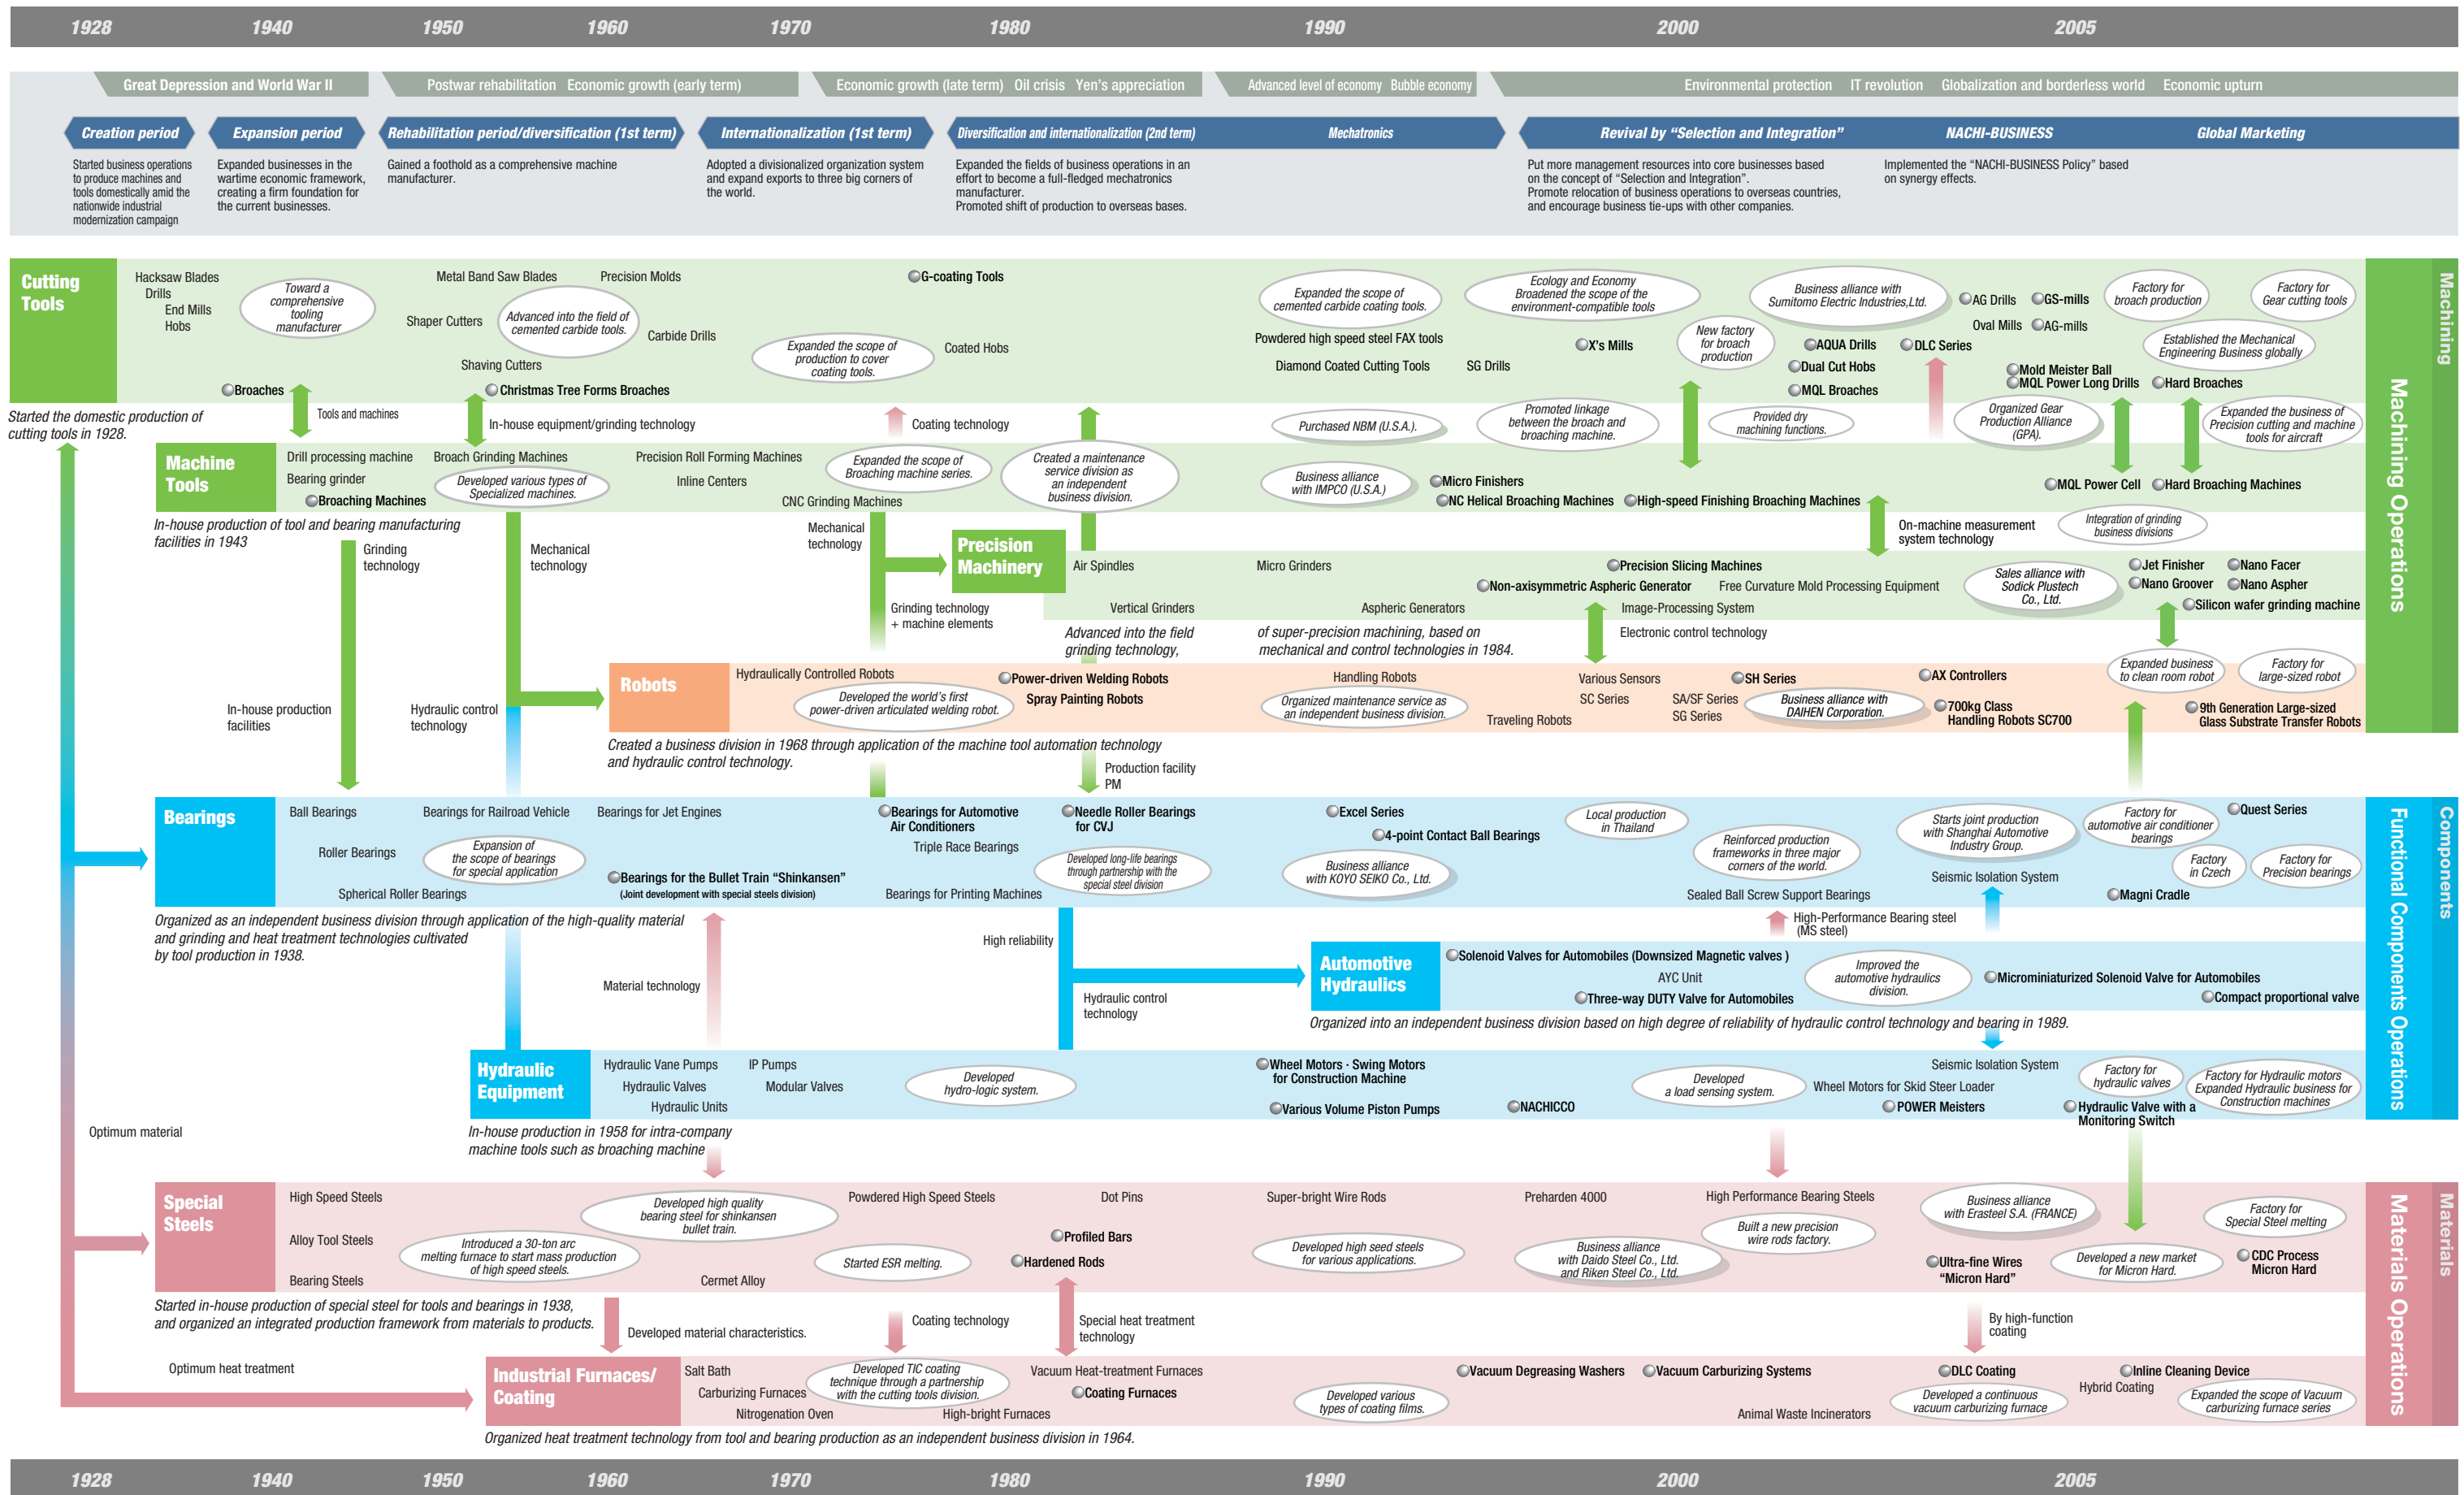 1928 1940 1950 1960 1970 1980 1990 2000 2005
Great Depression and World War II
Postwar rehabilitation Economic growth (early term)
Economic growth (late term) Oil crisis Yen's appreciation
Advanced level of economy Bubble economy
Environmental protection IT revolution Globalization and borderless world Economic upturn
Creation period
Expansion period
Rehabilitation period/diversification (1st term)
Internationalization (1st term)
Diversification and internationalization (2nd term)
Mechatronics
Revival by “Selection and Integration”
NACHI-BUSINESS
Global Marketing
Started business operations
to produce machines and
tools domestically amid the
nationwide industrial
modernization campaign
Expanded businesses in the
wartime economic framework,
creating a firm foundation for
the current businesses.
Gained a foothold as a comprehensive machine
manufacturer.
Adopted a divisionalized organization system
and expand exports to three big corners of
the world.
Expanded the fields of business operations in an
effort to become a full-fledged mechatronics
manufacturer.
Promoted shift of production to overseas bases.
Put more management resources into core businesses based
on the concept of “Selection and Integration”.
Promote relocation of business operations to overseas countries,
and encourage business tie-ups with other companies.
Implemented the “NACHI-BUSINESS Policy” based
on synergy effects.
Cutting
Tools
Hacksaw Blades
Drills
End Mills
Hobs
Toward a
comprehensive
tooling
manufacturer
Broaches
Metal Band Saw Blades
Precision Molds
Shaper Cutters
Advanced into the field of
cemented carbide tools.
Carbide Drills
Shaving Cutters
Christmas Tree Forms Broaches
G-coating Tools
Expanded the scope of
production to cover
coating tools.
Coated Hobs
Expanded the scope of
cemented carbide coating tools.
Powdered high speed steel FAX tools
Diamond Coated Cutting Tools
SG Drills
Ecology and Economy
Broadened the scope of the
environment-compatible tools
X's Mills
New factory
for broach
production
Business alliance with
Sumitomo Electric Industries,Ltd.
AQUA Drills
Dual Cut Hobs
MQL Broaches
DLC Series
AG Drills
GS-mills
Oval Mills
AG-mills
Mold Meister Ball
MQL Power Long Drills
Hard Broaches
Factory for
broach production
Factory for
Gear cutting tools
Established the Mechanical
Engineering Business globally
Machining
Machining Operations
Started the domestic production of
cutting tools in 1928.
Tools and machines
In-house equipment/grinding technology
Coating technology
Purchased NBM (U.S.A.).
Promoted linkage
between the broach and
broaching machine.
Provided dry
machining functions.
Organized Gear
Production Alliance
(GPA).
Expanded the business of
Precision cutting and machine
tools for aircraft
Machine
Tools
Drill processing machine
Bearing grinder
Broaching Machines
Broach Grinding Machines
Developed various types of
Specialized machines.
Precision Roll Forming Machines
Inline Centers
CNC Grinding Machines
Expanded the scope of
Broaching machine series.
Created a maintenance
service division as
an independent
business division.
Business alliance
with IMPCO (U.S.A.)
Micro Finishers
NC Helical Broaching Machines
High-speed Finishing Broaching Machines
MQL Power Cell
Hard Broaching Machines
In-house production of tool and bearing manufacturing
facilities in 1943
Grinding
technology
Mechanical
technology
Mechanical
technology
On-machine measurement
system technology
Integration of grinding
business divisions
Precision
Machinery
Air Spindles
Vertical Grinders
Micro Grinders
Aspheric Generators
Precision Slicing Machines
Non-axisymmetric Aspheric Generator
Free Curvature Mold Processing Equipment
Image-Processing System
Sales alliance with
Sodick Plustech
Co., Ltd.
Jet Finisher
Nano Facer
Nano Groover
Nano Aspher
Silicon wafer grinding machine
Grinding technology
+ machine elements
Advanced into the field of super-precision machining, based on
grinding technology, mechanical and control technologies in 1984.
Electronic control technology
In-house production
facilities
Hydraulic control
technology
Robots
Hydraulically Controlled Robots
Developed the world's first
power-driven articulated welding robot.
Power-driven Welding Robots
Spray Painting Robots
Handling Robots
Organized maintenance service as
an independent business division.
Traveling Robots
Various Sensors
SC Series
SH Series
SA/SF Series
SG Series
Business alliance with
DAIHEN Corporation.
AX Controllers
700kg Class
Handling Robots SC700
Expanded business
to clean room robot
Factory for
large-sized robot
9th Generation Large-sized
Glass Substrate Transfer Robots
Created a business division in 1968 through application of the machine tool automation technology
and hydraulic control technology.
Production facility
PM
Bearings
Ball Bearings
Roller Bearings
Spherical Roller Bearings
Bearings for Railroad Vehicle
Expansion of
the scope of bearings
for special application
Bearings for Jet Engines
Bearings for the Bullet Train “Shinkansen”
(Joint development with special steels division)
Bearings for Automotive
Air Conditioners
Triple Race Bearings
Bearings for Printing Machines
Needle Roller Bearings
for CVJ
Developed long-life bearings
through partnership with the
special steel division
Excel Series
4-point Contact Ball Bearings
Business alliance
with KOYO SEIKO Co., Ltd.
Local production
in Thailand
Reinforced production
frameworks in three major
corners of the world.
Sealed Ball Screw Support Bearings
Starts joint production
with Shanghai Automotive
Industry Group.
Seismic Isolation System
Factory for
automotive air conditioner
bearings
Quest Series
Factory
in Czech
Factory for
Precision bearings
Magni Cradle
Components
Functional Components Operations
Organized as an independent business division through application of the high-quality material
and grinding and heat treatment technologies cultivated
by tool production in 1938.
Material technology
High reliability
Hydraulic control
technology
High-Performance Bearing steel
(MS steel)
Automotive
Hydraulics
Solenoid Valves for Automobiles (Downsized Magnetic valves )
AYC Unit
Three-way DUTY Valve for Automobiles
Improved the
automotive hydraulics
division.
Microminiaturized Solenoid Valve for Automobiles
Compact proportional valve
Organized into an independent business division based on high degree of reliability of hydraulic control technology and bearing in 1989.
Hydraulic
Equipment
Hydraulic Vane Pumps
Hydraulic Valves
Hydraulic Units
IP Pumps
Modular Valves
Developed
hydro-logic system.
Wheel Motors · Swing Motors
for Construction Machine
Various Volume Piston Pumps
NACHICCO
Developed
a load sensing system.
Seismic Isolation System
Wheel Motors for Skid Steer Loader
POWER Meisters
Factory for
hydraulic valves
Hydraulic Valve with a
Monitoring Switch
Factory for Hydraulic motors
Expanded Hydraulic business for
Construction machines
In-house production in 1958 for intra-company
machine tools such as broaching machine
Optimum material
Special
Steels
High Speed Steels
Alloy Tool Steels
Bearing Steels
Introduced a 30-ton arc
melting furnace to start mass production
of high speed steels.
Developed high quality
bearing steel for shinkansen
bullet train.
Cermet Alloy
Powdered High Speed Steels
Started ESR melting.
Dot Pins
Profiled Bars
Hardened Rods
Super-bright Wire Rods
Developed high seed steels
for various applications.
Preharden 4000
Business alliance
with Daido Steel Co., Ltd.
and Riken Steel Co., Ltd.
High Performance Bearing Steels
Built a new precision
wire rods factory.
Business alliance
with Erasteel S.A. (FRANCE)
Ultra-fine Wires
“Micron Hard”
Developed a new market
for Micron Hard.
Factory for
Special Steel melting
CDC Process
Micron Hard
Materials
Materials Operations
Started in-house production of special steel for tools and bearings in 1938,
and organized an integrated production framework from materials to products.
Developed material characteristics.
Coating technology
Special heat treatment
technology
By high-function
coating
Optimum heat treatment
Industrial Furnaces/
Coating
Salt Bath
Carburizing Furnaces
Nitrogenation Oven
Developed TIC coating
technique through a partnership
with the cutting tools division.
High-bright Furnaces
Vacuum Heat-treatment Furnaces
Coating Furnaces
Developed various
types of coating films.
Vacuum Degreasing Washers
Vacuum Carburizing Systems
Animal Waste Incinerators
DLC Coating
Developed a continuous
vacuum carburizing furnace
Inline Cleaning Device
Hybrid Coating
Expanded the scope of Vacuum
carburizing furnace series
Organized heat treatment technology from tool and bearing production as an independent business division in 1964.
1928 1940 1950 1960 1970 1980 1990 2000 2005